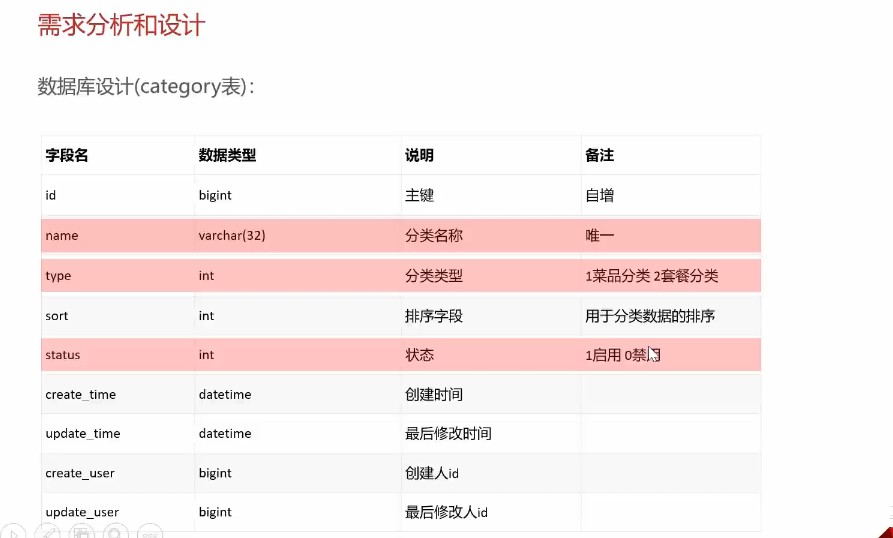 需求分析和设计
数据库设计(category表)：
字段名 数据类型 说明 备注
id bigint 主键 自增
name varchar(32) 分类名称 唯一
type int 分类类型 1菜品分类 2套餐分类
sort int 排序字段 用于分类数据的排序
status int 状态 1启用 0禁用
create_time datetime 创建时间
update_time datetime 最后修改时间
create_user bigint 创建人id
update_user bigint 最后修改人id